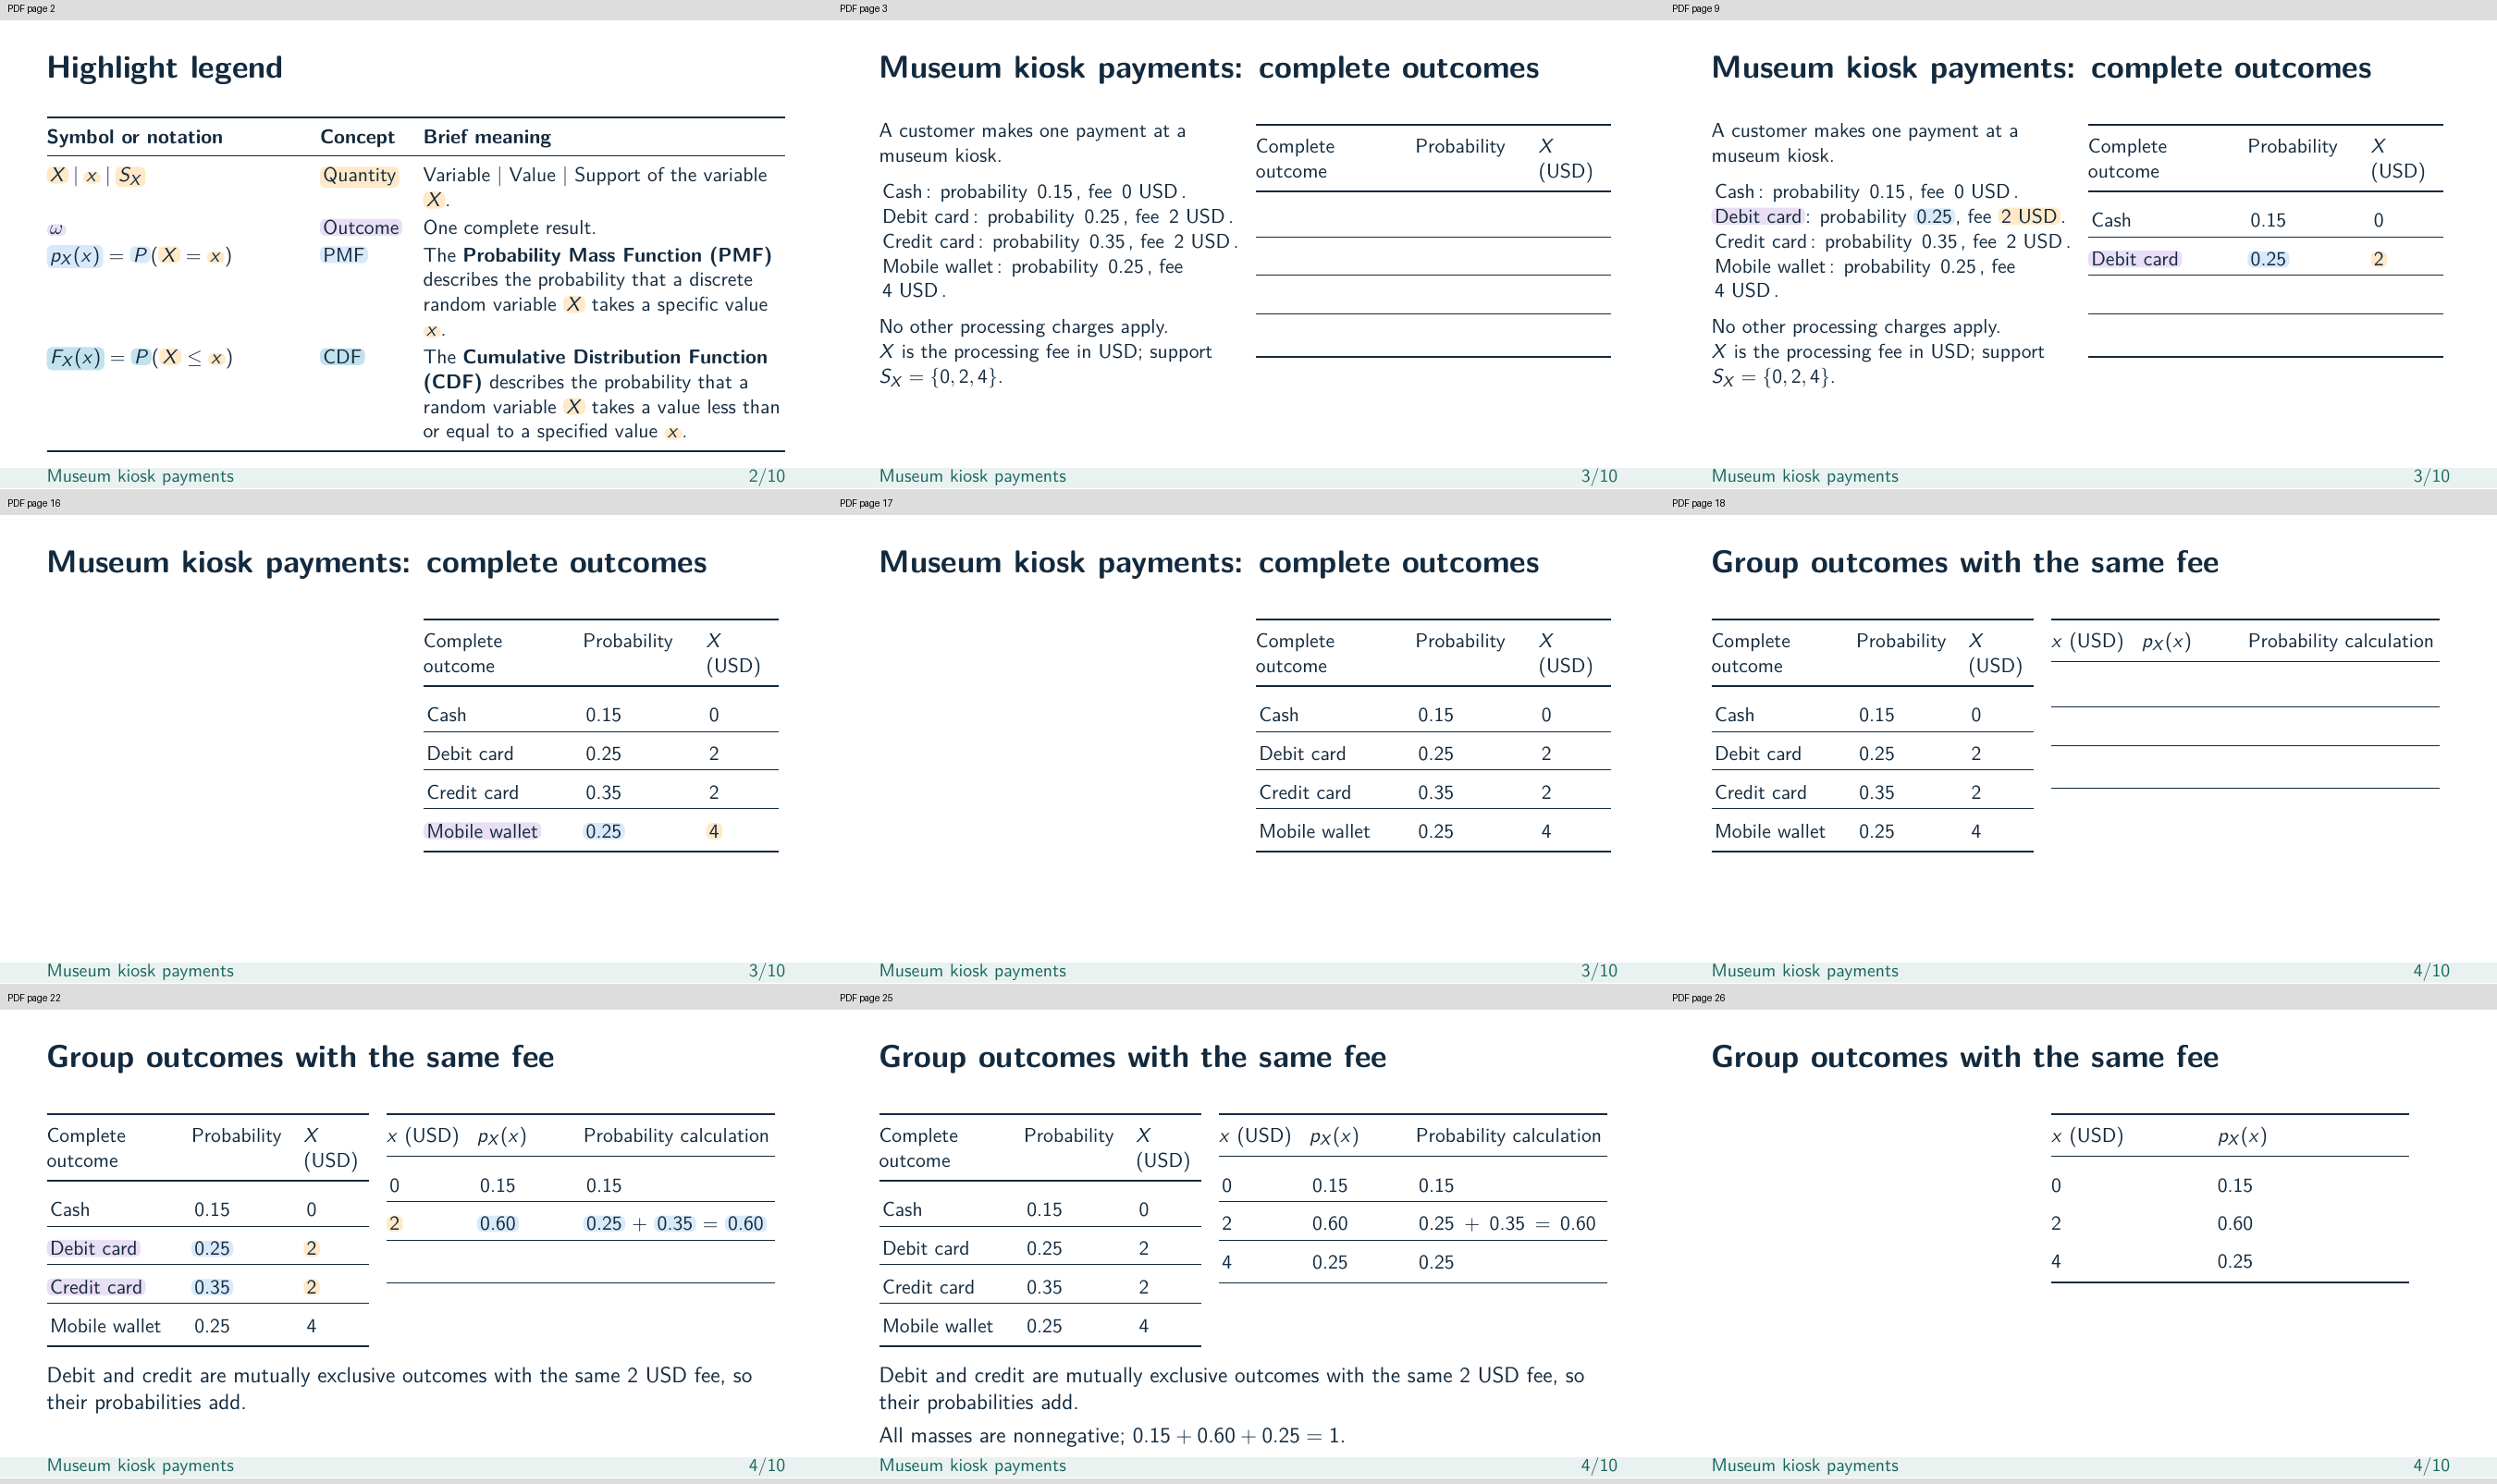 PDF page 2
Highlight legend
Symbol or notation Concept Brief meaning
X | x | S_X Quantity Variable | Value | Support of the variable
X.
ω Outcome One complete result.
p_X(x) = P(X = x) PMF The Probability Mass Function (PMF)
describes the probability that a discrete
random variable X takes a specific value
x.
F_X(x) = P(X ≤ x) CDF The Cumulative Distribution Function
(CDF) describes the probability that a
random variable X takes a value less than
or equal to a specified value x.
Museum kiosk payments 2/10
PDF page 3
Museum kiosk payments: complete outcomes
A customer makes one payment at a
museum kiosk.
Cash: probability 0.15, fee 0 USD.
Debit card: probability 0.25, fee 2 USD.
Credit card: probability 0.35, fee 2 USD.
Mobile wallet: probability 0.25, fee
4 USD.
No other processing charges apply.
X is the processing fee in USD; support
S_X = {0, 2, 4}.
Complete Probability X
outcome (USD)
Museum kiosk payments 3/10
PDF page 9
Museum kiosk payments: complete outcomes
A customer makes one payment at a
museum kiosk.
Cash: probability 0.15, fee 0 USD.
Debit card: probability 0.25, fee 2 USD.
Credit card: probability 0.35, fee 2 USD.
Mobile wallet: probability 0.25, fee
4 USD.
No other processing charges apply.
X is the processing fee in USD; support
S_X = {0, 2, 4}.
Complete Probability X
outcome (USD)
Cash 0.15 0
Debit card 0.25 2
Museum kiosk payments 3/10
PDF page 16
Museum kiosk payments: complete outcomes
Complete Probability X
outcome (USD)
Cash 0.15 0
Debit card 0.25 2
Credit card 0.35 2
Mobile wallet 0.25 4
Museum kiosk payments 3/10
PDF page 17
Museum kiosk payments: complete outcomes
Complete Probability X
outcome (USD)
Cash 0.15 0
Debit card 0.25 2
Credit card 0.35 2
Mobile wallet 0.25 4
Museum kiosk payments 3/10
PDF page 18
Group outcomes with the same fee
Complete Probability X
outcome (USD)
Cash 0.15 0
Debit card 0.25 2
Credit card 0.35 2
Mobile wallet 0.25 4
x (USD) p_X(x) Probability calculation
Museum kiosk payments 4/10
PDF page 22
Group outcomes with the same fee
Complete Probability X
outcome (USD)
Cash 0.15 0
Debit card 0.25 2
Credit card 0.35 2
Mobile wallet 0.25 4
x (USD) p_X(x) Probability calculation
0 0.15 0.15
2 0.60 0.25 + 0.35 = 0.60
Debit and credit are mutually exclusive outcomes with the same 2 USD fee, so
their probabilities add.
Museum kiosk payments 4/10
PDF page 25
Group outcomes with the same fee
Complete Probability X
outcome (USD)
Cash 0.15 0
Debit card 0.25 2
Credit card 0.35 2
Mobile wallet 0.25 4
x (USD) p_X(x) Probability calculation
0 0.15 0.15
2 0.60 0.25 + 0.35 = 0.60
4 0.25 0.25
Debit and credit are mutually exclusive outcomes with the same 2 USD fee, so
their probabilities add.
All masses are nonnegative; 0.15 + 0.60 + 0.25 = 1.
Museum kiosk payments 4/10
PDF page 26
Group outcomes with the same fee
x (USD) p_X(x)
0 0.15
2 0.60
4 0.25
Museum kiosk payments 4/10